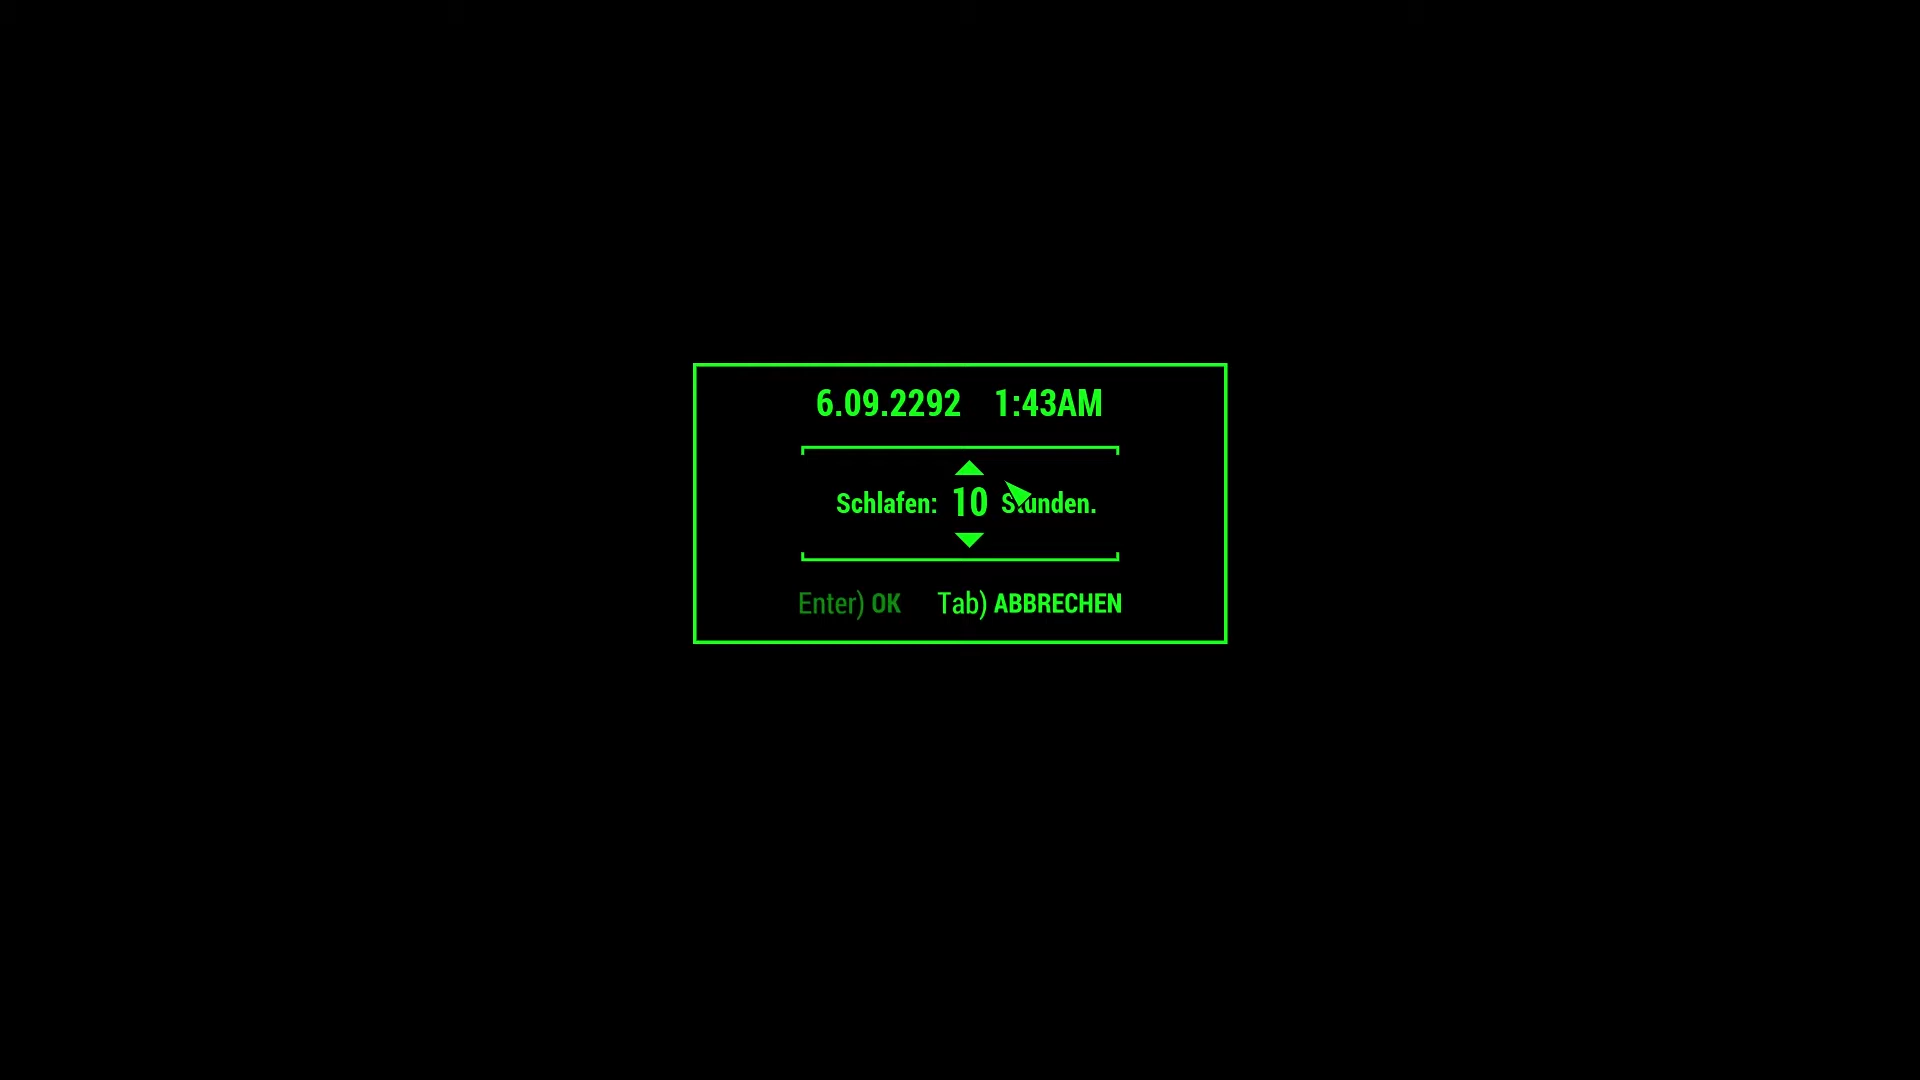 6.09.2292 1:43AM
Schlafen: 10 Stunden.
Enter) OK Tab) ABBRECHEN